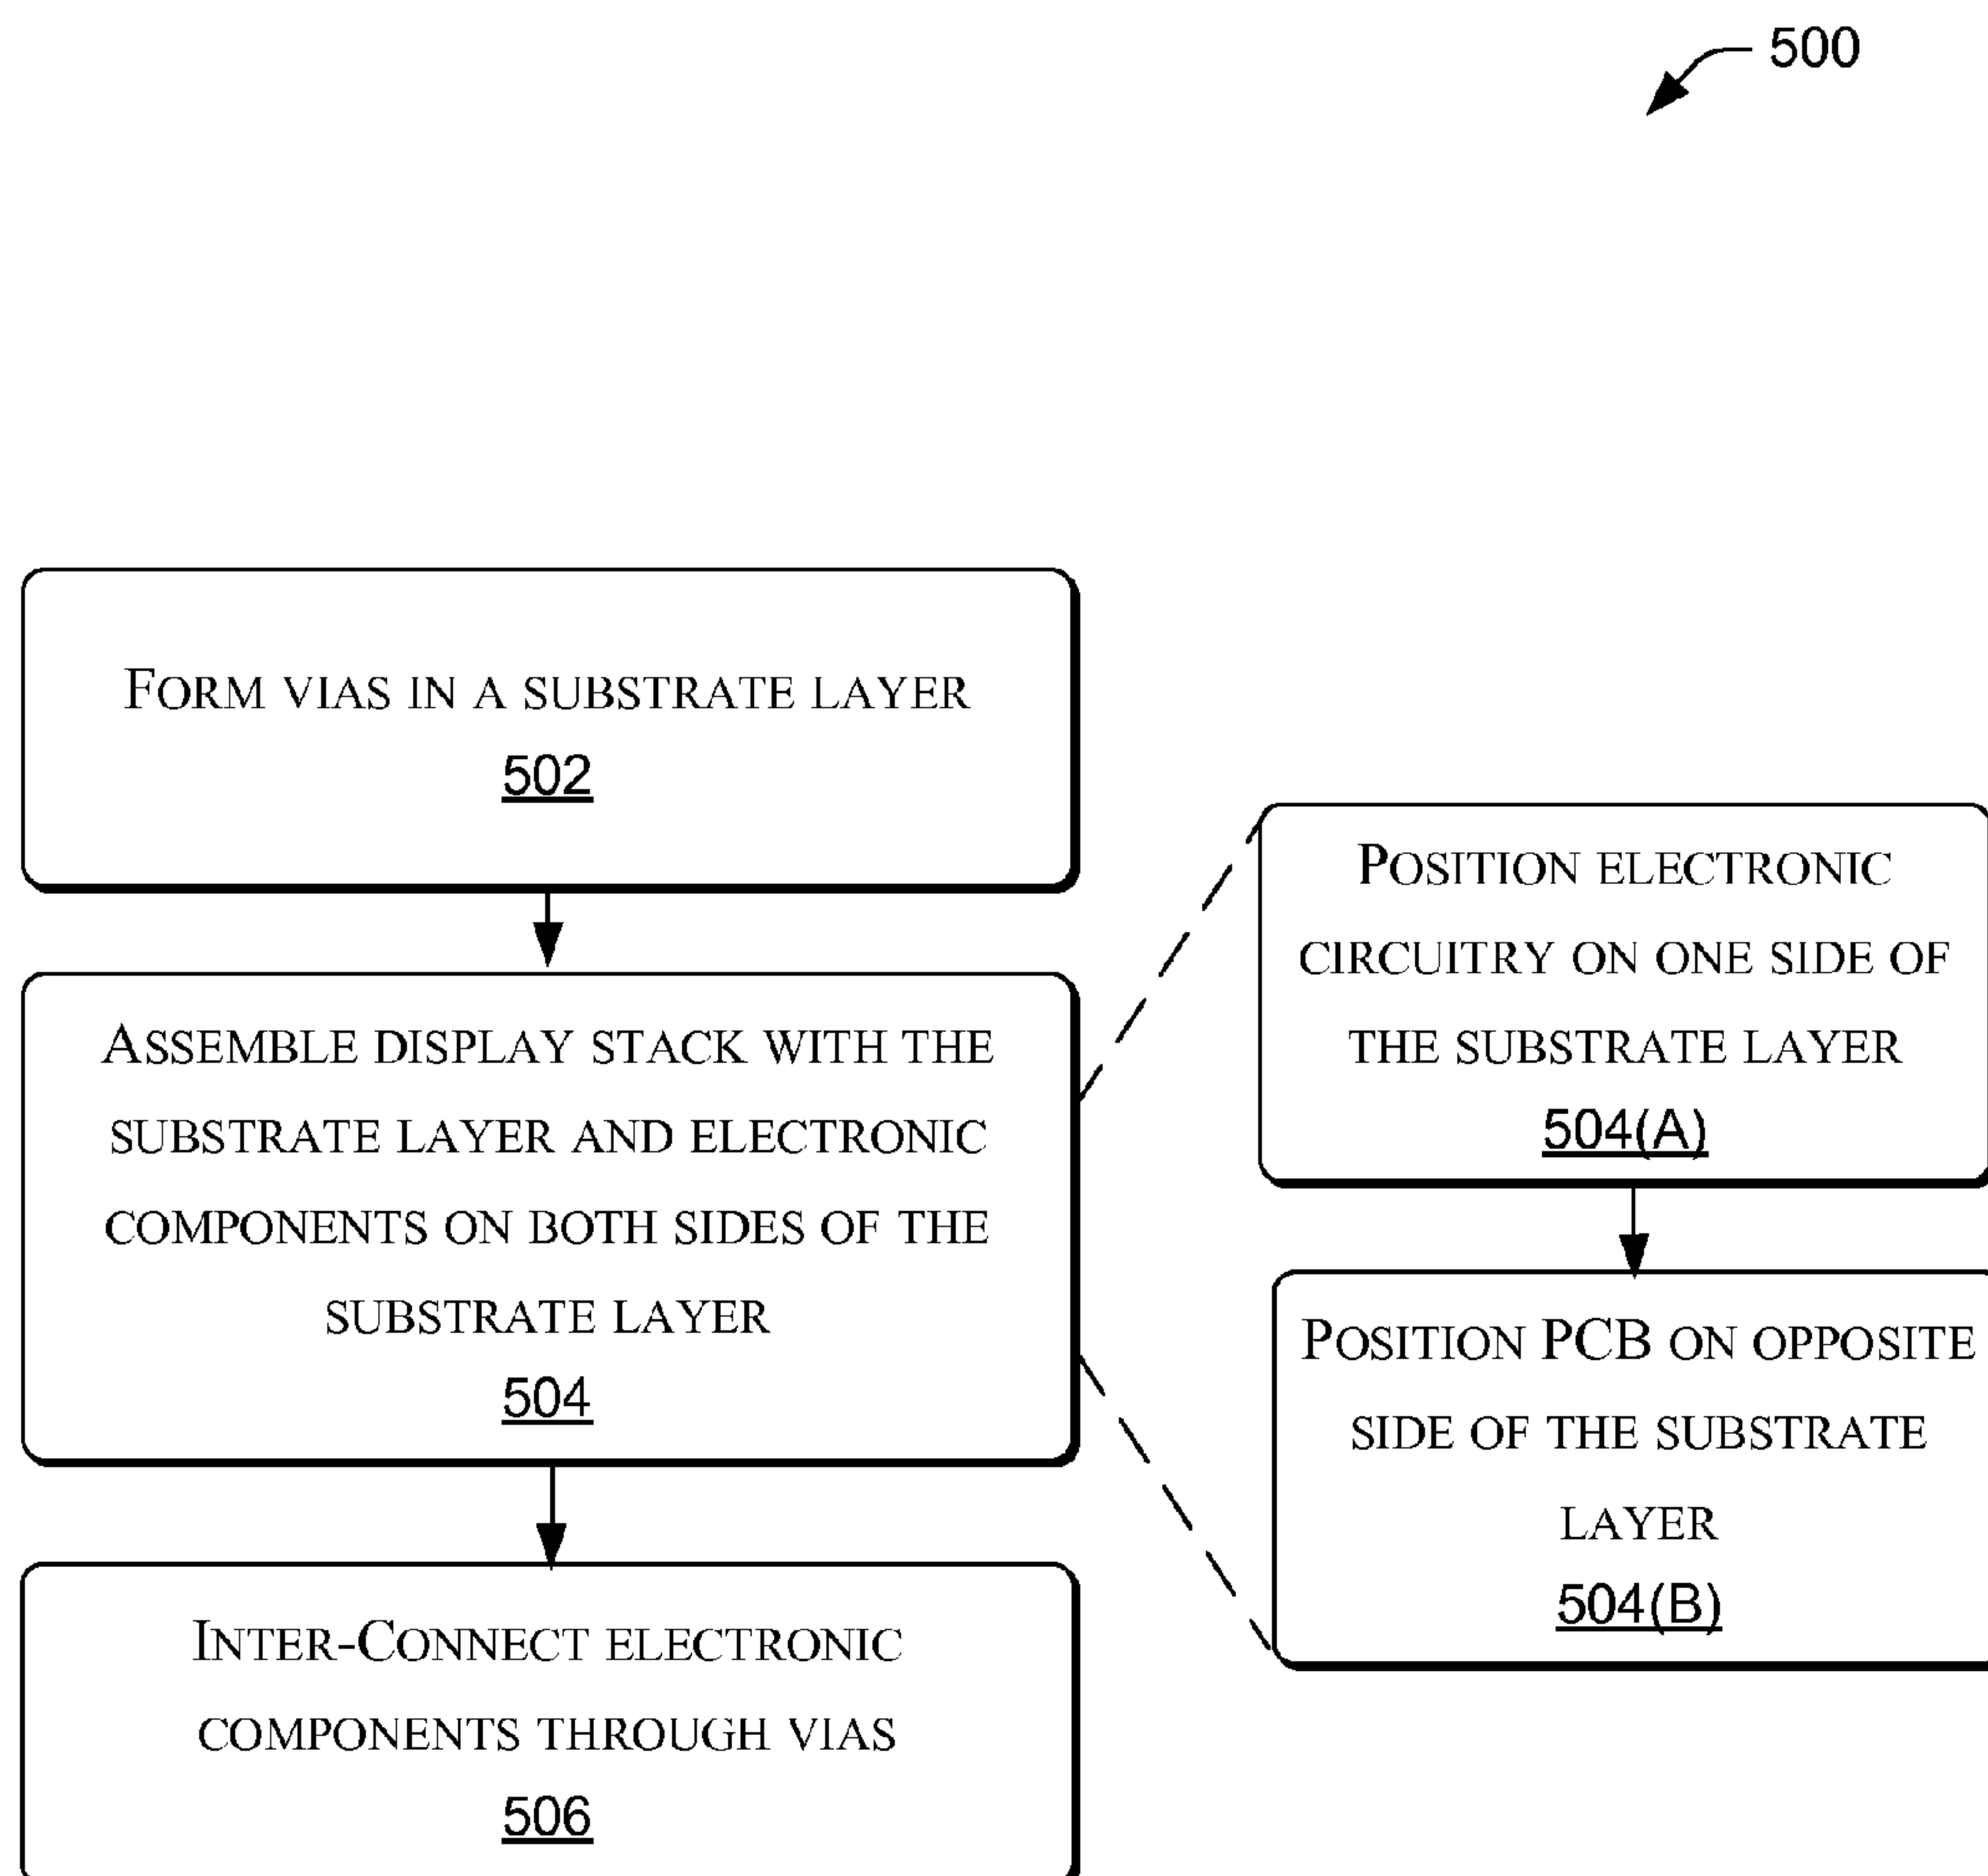 500
Form vias in a substrate layer
502
Assemble display stack with the
substrate layer and electronic
components on both sides of the
substrate layer
504
Inter-Connect electronic
components through vias
506
Position electronic
circuitry on one side of
the substrate layer
504(A)
Position PCB on opposite
side of the substrate
layer
504(B)